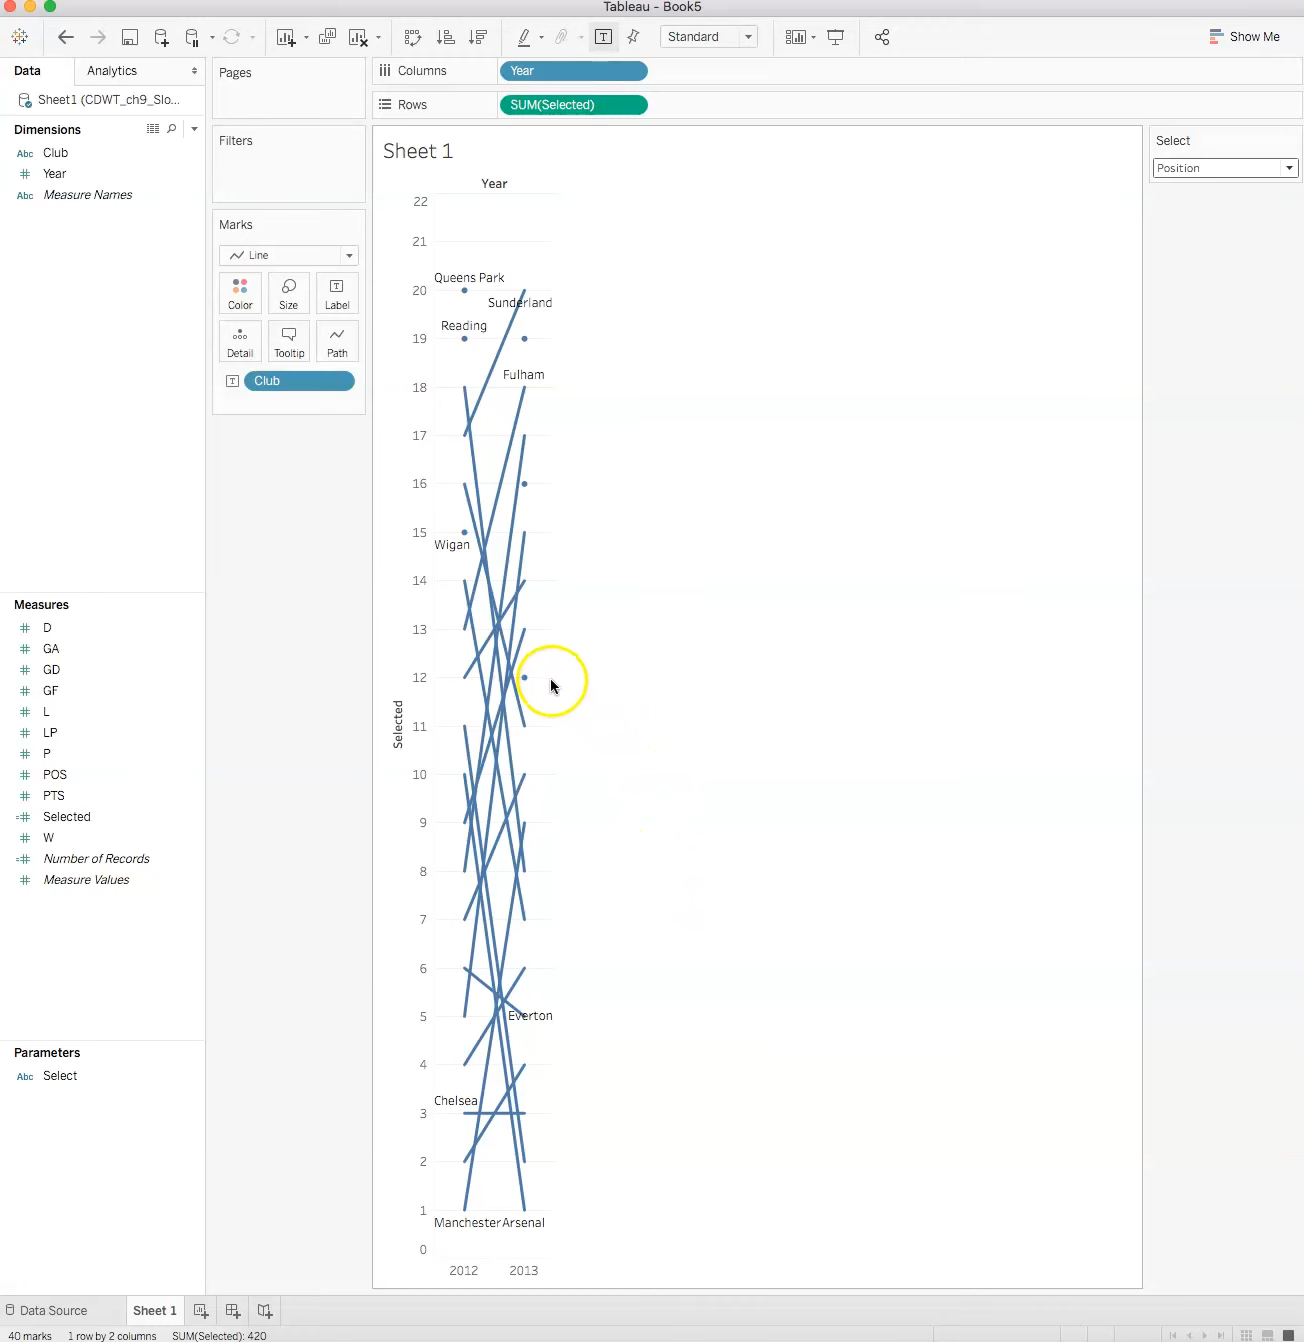 Tableau - Book5
Standard
Show Me
Data
Analytics
Pages
Columns
Year
Sheet1 (CDWT_ch9_Slo...
Rows
SUM(Selected)
Dimensions
Abc Club
# Year
Abc Measure Names
Filters
Sheet 1
Select
Position
Marks
Line
Color
Size
T Label
Detail
Tooltip
Path
T Club
Year
22
21
20
19
18
17
16
15
14
13
12
11
10
9
8
7
6
5
4
3
2
1
0
Selected
Queens Park
Sunderland
Reading
Fulham
Wigan
Everton
Chelsea
Manchester
Arsenal
2012
2013
Measures
# D
# GA
# GD
# GF
# L
# LP
# P
# POS
# PTS
=# Selected
# W
=# Number of Records
# Measure Values
Parameters
Abc Select
Data Source
Sheet 1
40 marks
1 row by 2 columns
SUM(Selected): 420